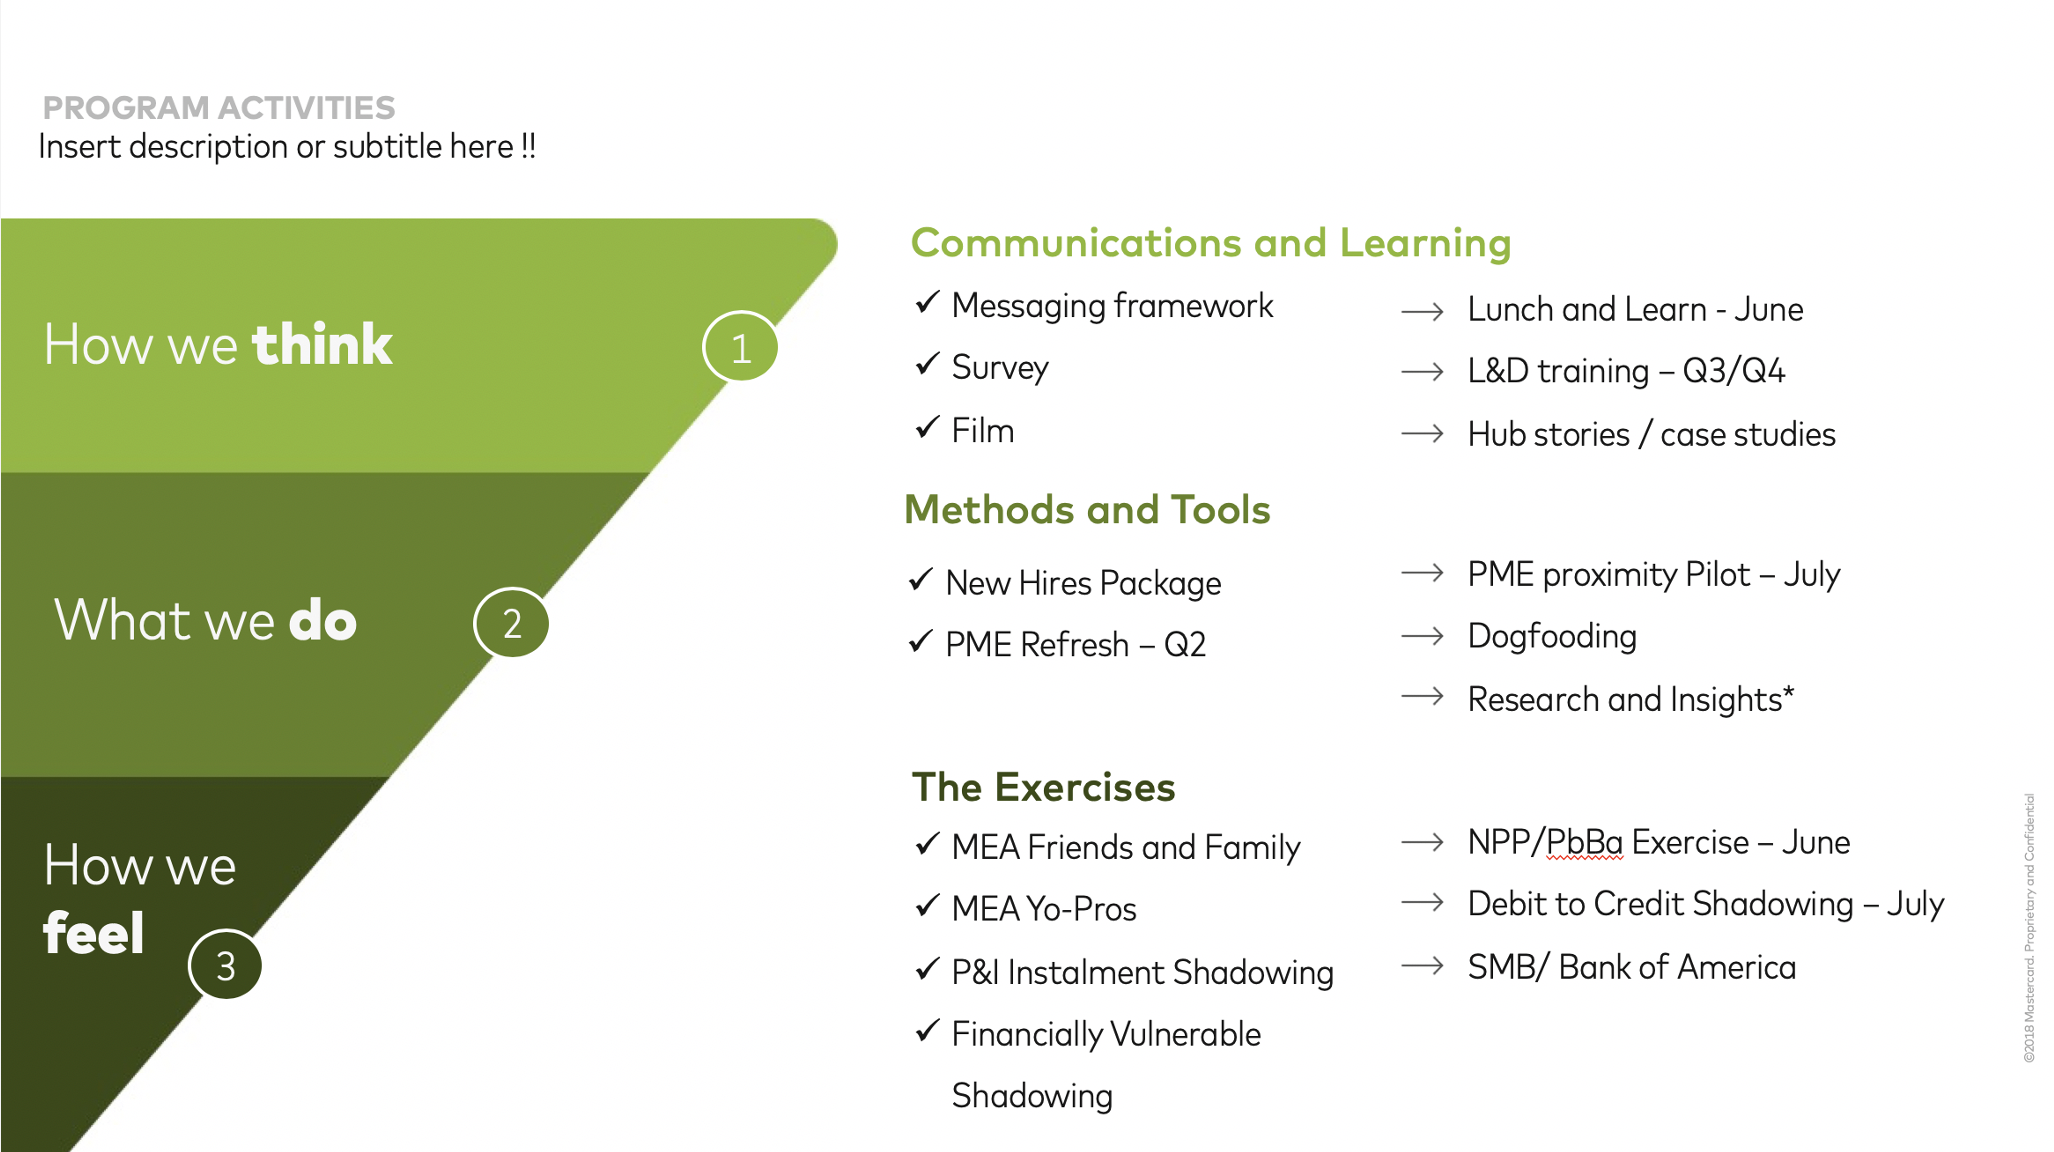 PROGRAM ACTIVITIES
Insert description or subtitle here !!
How we think
1
What we do
2
How we
feel
3
Communications and Learning
✓ Messaging framework
✓ Survey
✓ Film
→ Lunch and Learn - June
→ L&D training – Q3/Q4
→ Hub stories / case studies
Methods and Tools
✓ New Hires Package
✓ PME Refresh – Q2
→ PME proximity Pilot – July
→ Dogfooding
→ Research and Insights*
The Exercises
✓ MEA Friends and Family
✓ MEA Yo-Pros
✓ P&I Instalment Shadowing
✓ Financially Vulnerable
Shadowing
→ NPP/PbBa Exercise – June
→ Debit to Credit Shadowing – July
→ SMB/ Bank of America
©2018 Mastercard. Proprietary and Confidential